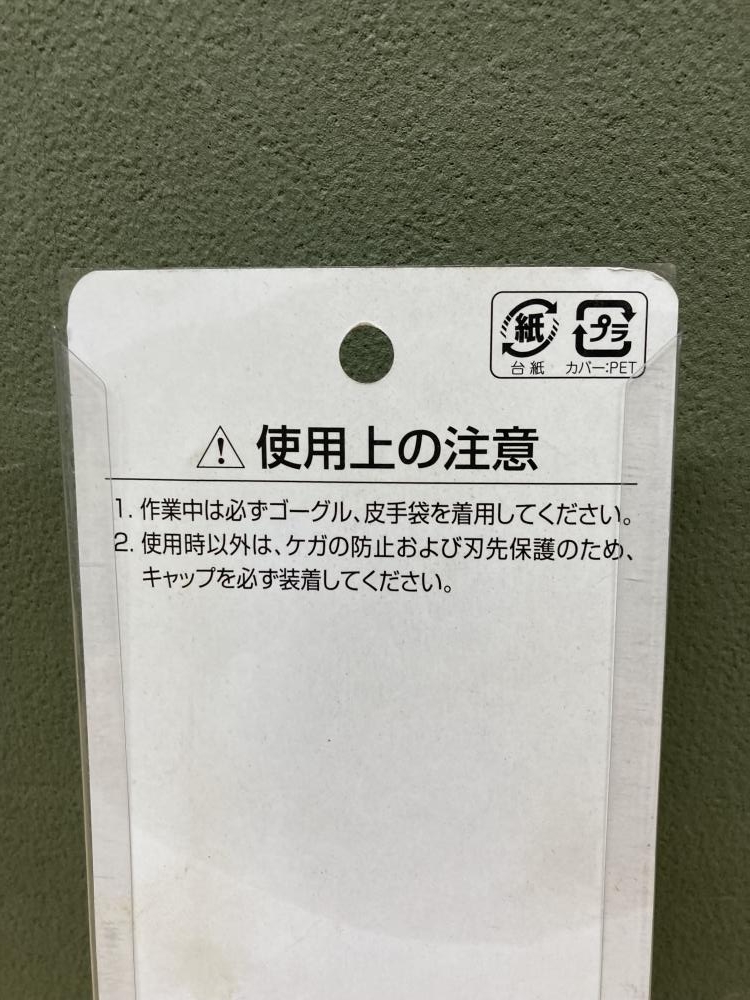 紙 プラ
台紙 カバー:PET
⚠使用上の注意
1. 作業中は必ずゴーグル、皮手袋を着用してください。
2. 使用時以外は、ケガの防止および刃先保護のため、
キャップを必ず装着してください。